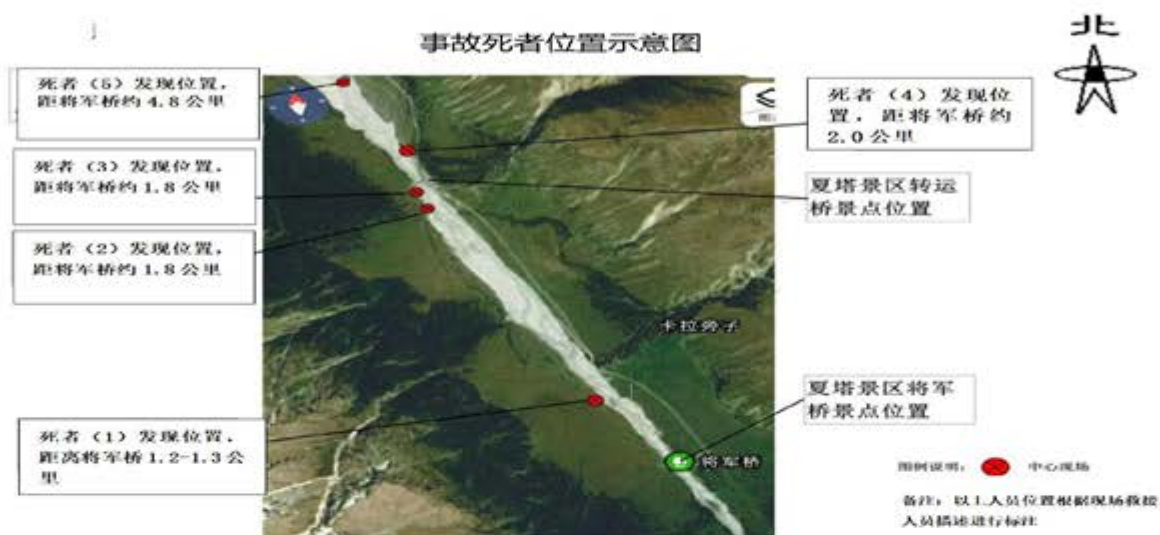 事故死者位置示意图
北
死者（5）发现位置，
距将军桥约4.8公里
死者（3）发现位置，
距将军桥约1.8公里
死者（2）发现位置，
距将军桥约1.8公里
死者（1）发现位置，
距离将军桥1.2-1.3公
里
死者（4）发现位
置，距将军桥约
2.0公里
夏塔景区转运
桥景点位置
卡拉旁子
夏塔景区将军
桥景点位置
将军桥
图例说明： 中心现场
备注：以上人员位置根据现场救援
人员描述进行标注